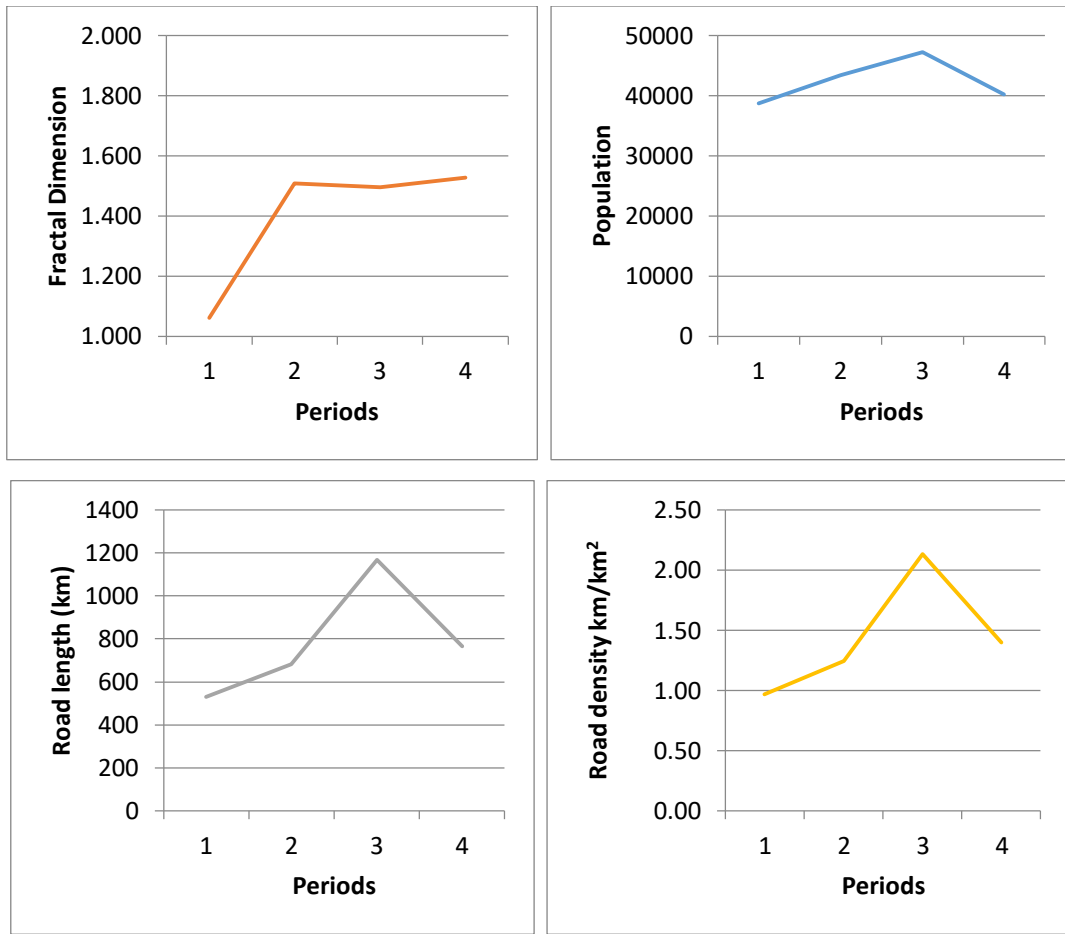 2.000
1.800
1.600
1.400
1.200
1.000
Fractal Dimension
1 2 3 4
Periods
50000
40000
30000
20000
10000
0
Population
1 2 3 4
Periods
1400
1200
1000
800
600
400
200
0
Road length (km)
1 2 3 4
Periods
2.50
2.00
1.50
1.00
0.50
0.00
Road density km/km²
1 2 3 4
Periods